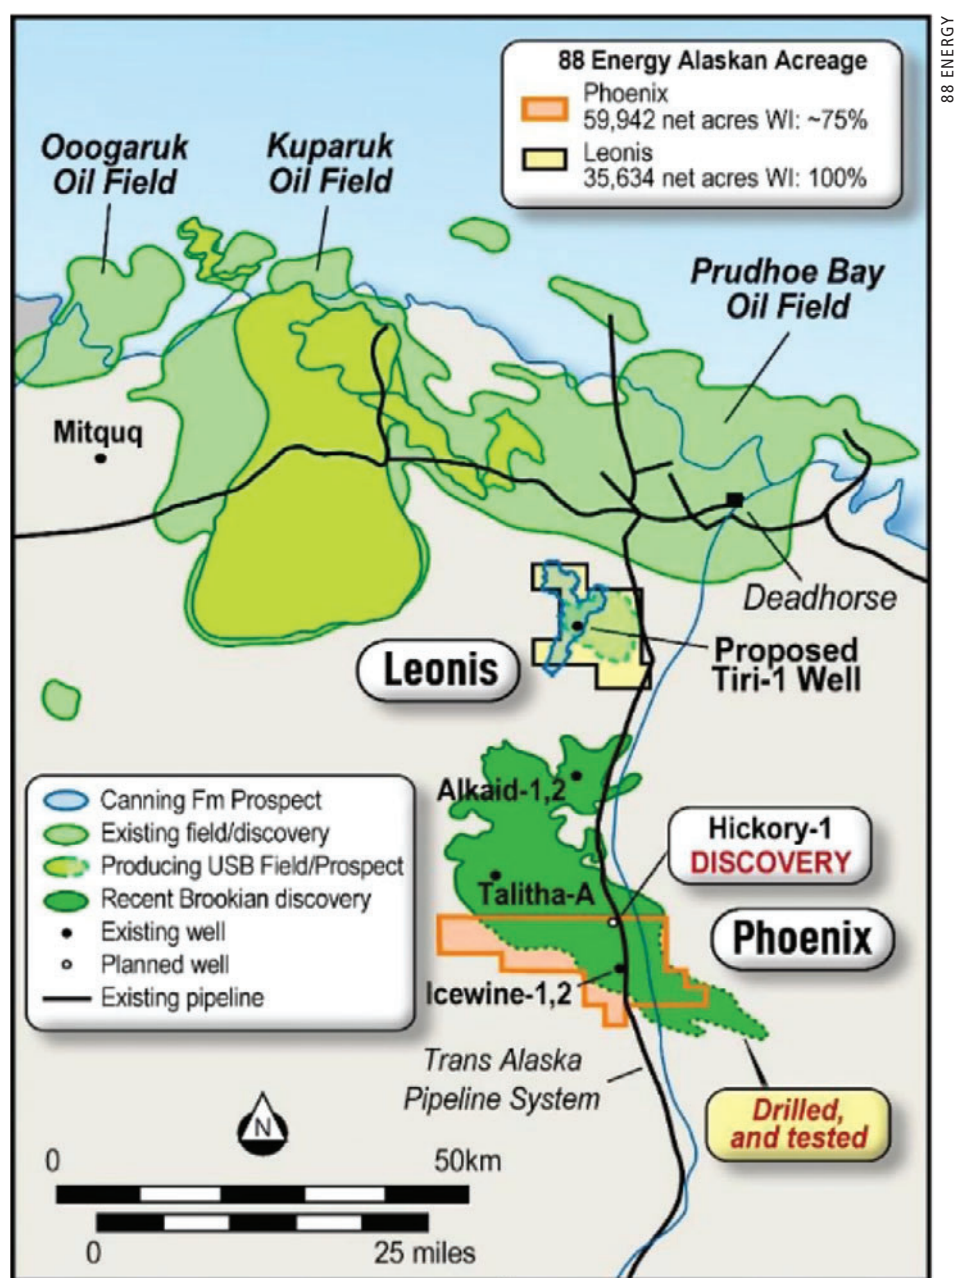 88 ENERGY
88 Energy Alaskan Acreage
Phoenix
59,942 net acres WI: ~75%
Leonis
35,634 net acres WI: 100%
Ooogaruk
Oil Field
Kuparuk
Oil Field
Prudhoe Bay
Oil Field
Mitquq
Deadhorse
Proposed
Tiri-1 Well
Leonis
Canning Fm Prospect
Existing field/discovery
Producing USB Field/Prospect
Recent Brookian discovery
Existing well
Planned well
Existing pipeline
Alkaid-1,2
Hickory-1
DISCOVERY
Talitha-A
Phoenix
Icewine-1,2
Trans Alaska
Pipeline System
Drilled,
and tested
N
0 50km
0 25 miles